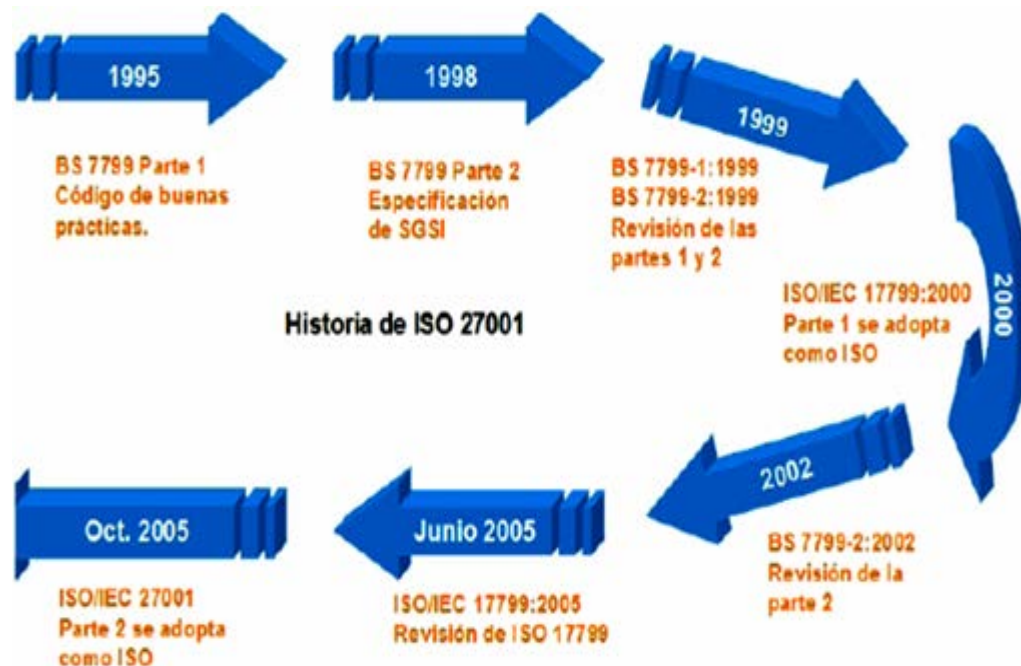 1995
BS 7799 Parte 1
Código de buenas
prácticas.
1998
BS 7799 Parte 2
Especificación
de SGSI
1999
BS 7799-1:1999
BS 7799-2:1999
Revisión de las
partes 1 y 2
2000
ISO/IEC 17799:2000
Parte 1 se adopta
como ISO
Historia de ISO 27001
2002
BS 7799-2:2002
Revisión de la
parte 2
Junio 2005
ISO/IEC 17799:2005
Revisión de ISO 17799
Oct. 2005
ISO/IEC 27001
Parte 2 se adopta
como ISO